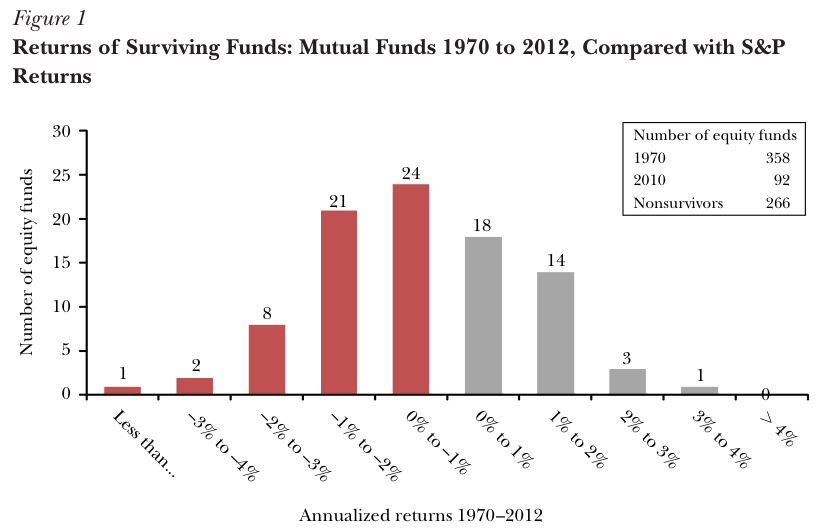 Figure 1
Returns of Surviving Funds: Mutual Funds 1970 to 2012, Compared with S&P
Returns
Number of equity funds
1970 358
2010 92
Nonsurvivors 266
Number of equity funds
30
25
20
15
10
5
0
1
2
8
21
24
18
14
3
1
0
Less than...
–3% to –4%
–2% to –3%
–1% to –2%
0% to –1%
0% to 1%
1% to 2%
2% to 3%
3% to 4%
> 4%
Annualized returns 1970–2012